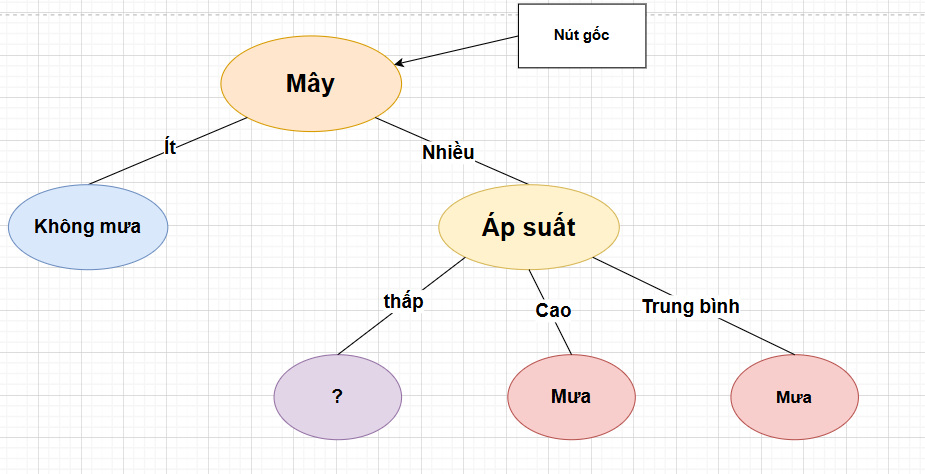 Nút gốc
Mây
Ít
Nhiều
Không mưa
Áp suất
thấp
Cao
Trung bình
?
Mưa
Mưa